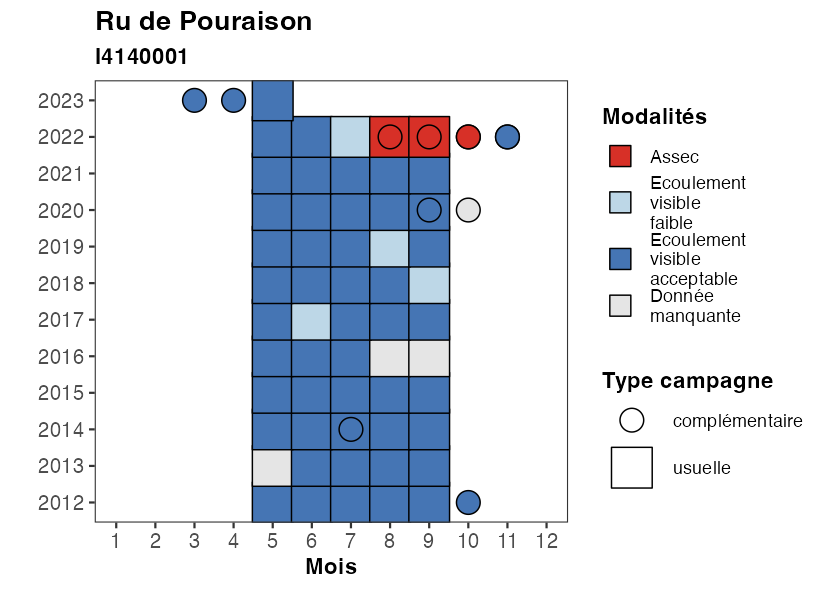 Ru de Pouraison
I4140001
2023
2022
2021
2020
2019
2018
2017
2016
2015
2014
2013
2012
1 2 3 4 5 6 7 8 9 10 11 12
Mois
Modalités
Assec
Ecoulement
visible
faible
Ecoulement
visible
acceptable
Donnée
manquante
Type campagne
complémentaire
usuelle